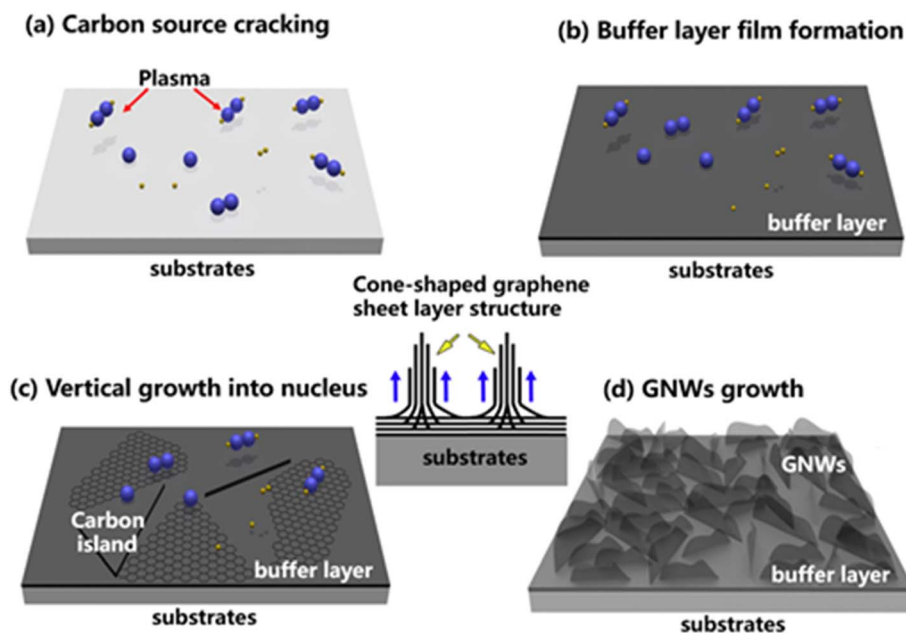 (a) Carbon source cracking
Plasma
substrates
(b) Buffer layer film formation
buffer layer
substrates
Cone-shaped graphene
sheet layer structure
substrates
(c) Vertical growth into nucleus
Carbon
island
buffer layer
substrates
(d) GNWs growth
GNWs
buffer layer
substrates